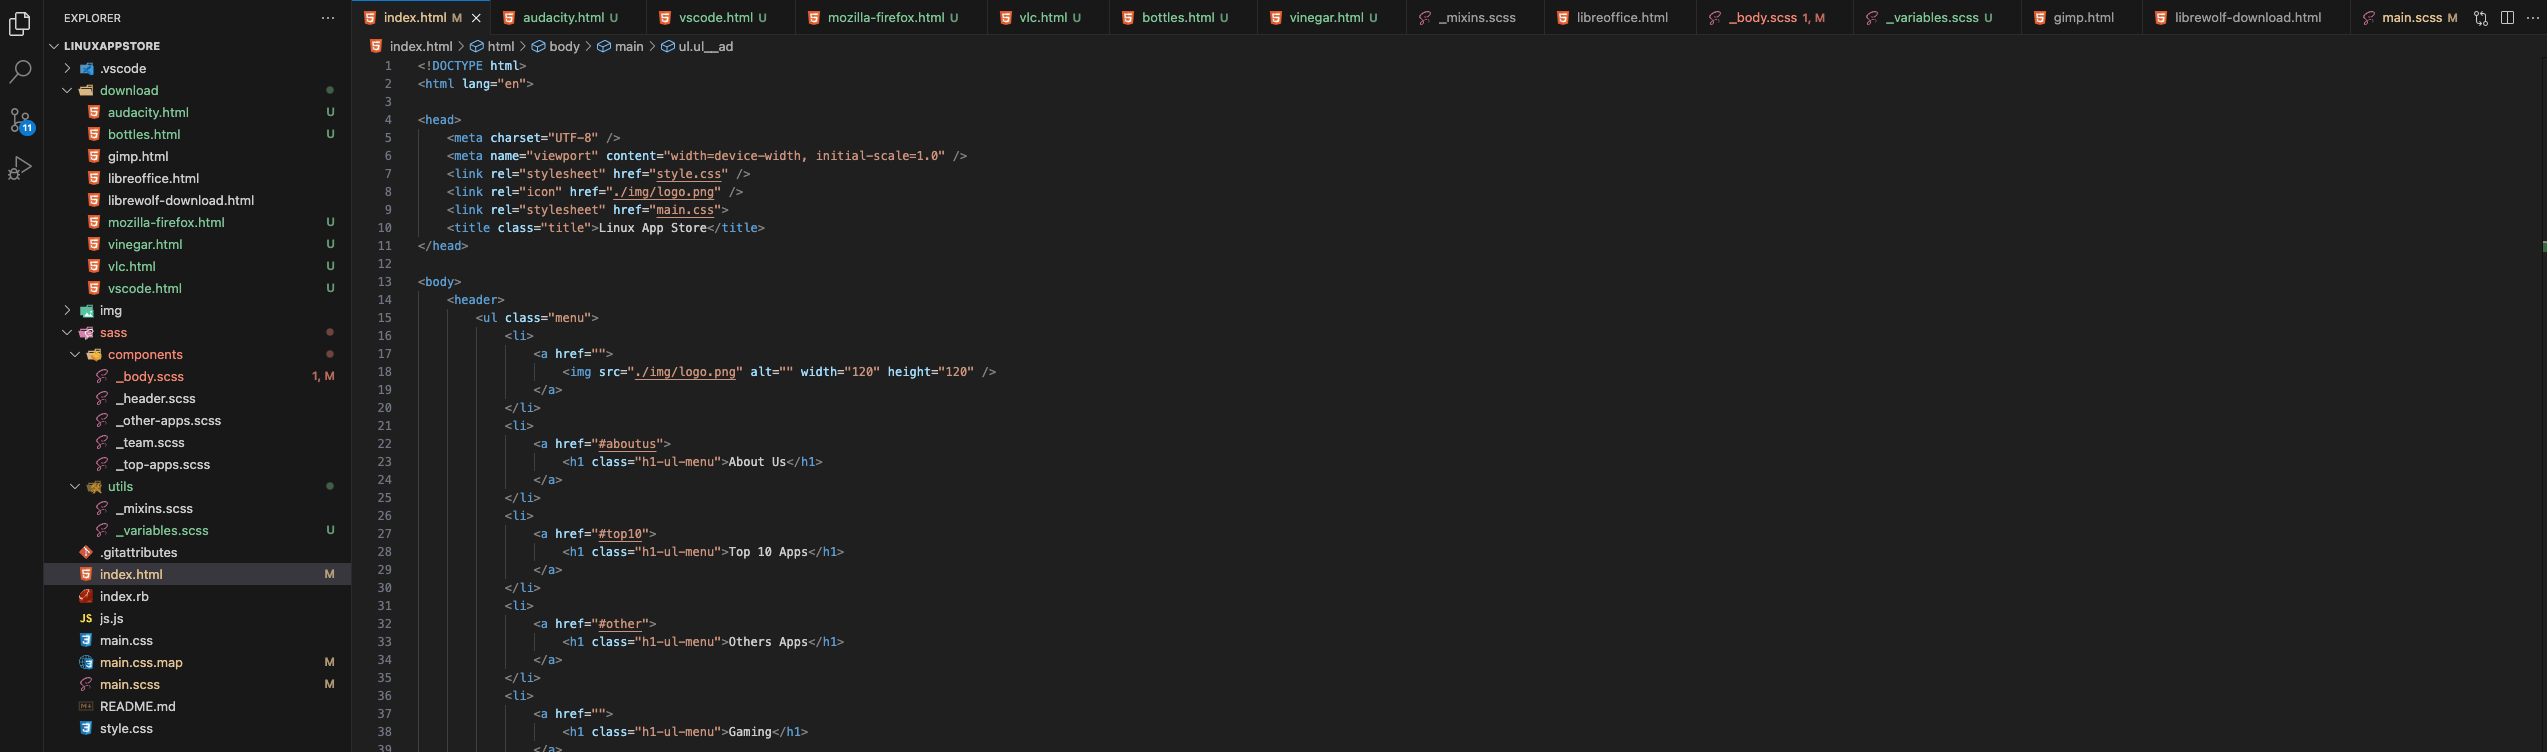 EXPLORER
LINUXAPPSTORE
.vscode
download
audacity.html U
bottles.html U
gimp.html
libreoffice.html
librewolf-download.html
mozilla-firefox.html U
vinegar.html U
vlc.html U
vscode.html U
img
sass
components
_body.scss 1, M
_header.scss
_other-apps.scss
_team.scss
_top-apps.scss
utils
_mixins.scss
_variables.scss U
.gitattributes
index.html M
index.rb
JS js.js
main.css
main.css.map M
main.scss M
README.md
style.css
11
index.html M audacity.html U vscode.html U mozilla-firefox.html U vlc.html U bottles.html U vinegar.html U _mixins.scss libreoffice.html _body.scss 1, M _variables.scss U gimp.html librewolf-download.html main.scss M
index.html > html > body > main > ul.ul__ad
1 <!DOCTYPE html>
2 <html lang="en">
3
4 <head>
5 <meta charset="UTF-8" />
6 <meta name="viewport" content="width=device-width, initial-scale=1.0" />
7 <link rel="stylesheet" href="style.css" />
8 <link rel="icon" href="./img/logo.png" />
9 <link rel="stylesheet" href="main.css">
10 <title class="title">Linux App Store</title>
11 </head>
12
13 <body>
14 <header>
15 <ul class="menu">
16 <li>
17 <a href="">
18 <img src="./img/logo.png" alt="" width="120" height="120" />
19 </a>
20 </li>
21 <li>
22 <a href="#aboutus">
23 <h1 class="h1-ul-menu">About Us</h1>
24 </a>
25 </li>
26 <li>
27 <a href="#top10">
28 <h1 class="h1-ul-menu">Top 10 Apps</h1>
29 </a>
30 </li>
31 <li>
32 <a href="#other">
33 <h1 class="h1-ul-menu">Others Apps</h1>
34 </a>
35 </li>
36 <li>
37 <a href="">
38 <h1 class="h1-ul-menu">Gaming</h1>
39 </a>